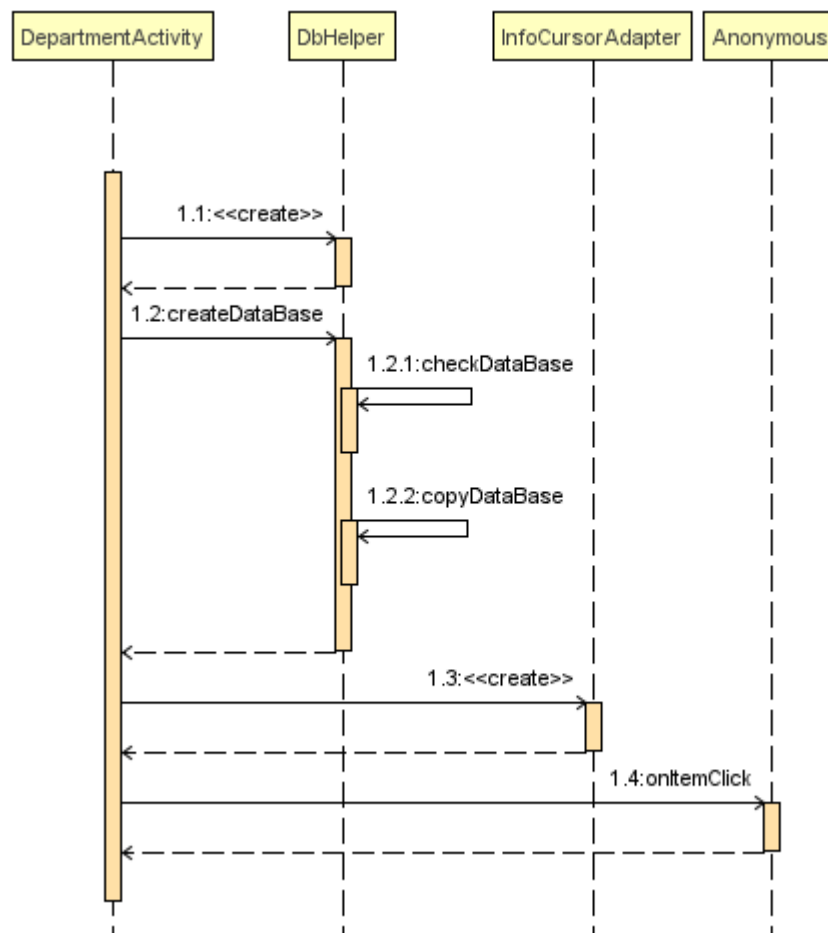 DepartmentActivity
DbHelper
InfoCursorAdapter
Anonymous
1.1:<<create>>
1.2:createDataBase
1.2.1:checkDataBase
1.2.2:copyDataBase
1.3:<<create>>
1.4:onItemClick